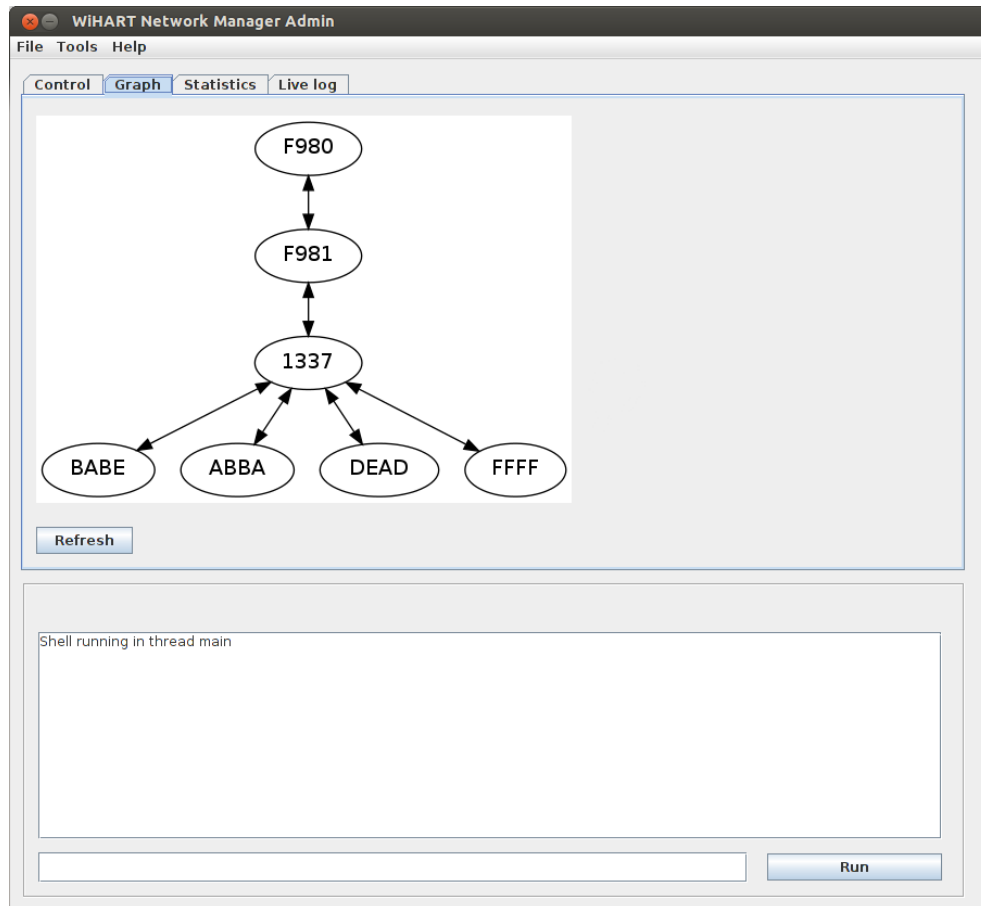 WiHART Network Manager Admin
File Tools Help
Control Graph Statistics Live log
F980
F981
1337
BABE ABBA DEAD FFFF
Refresh
Shell running in thread main
Run